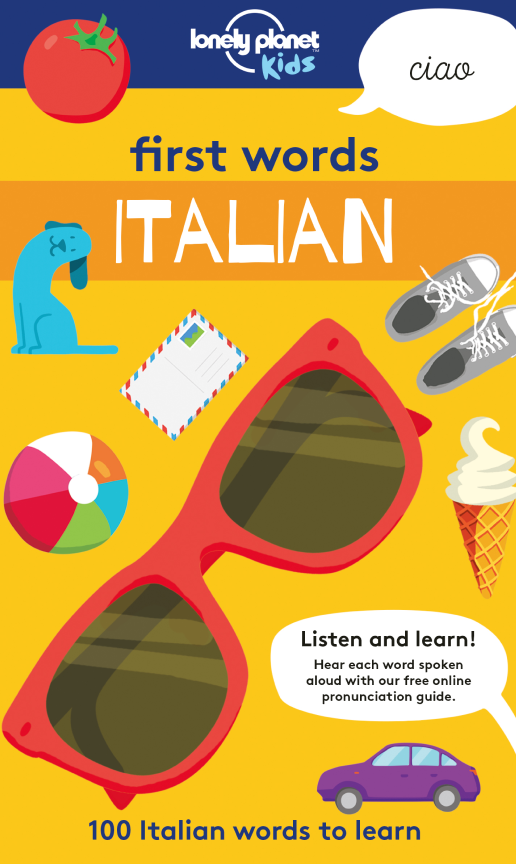 lonely planet
kids
ciao
first words
ITALIAN
Listen and learn!
Hear each word spoken
aloud with our free online
pronunciation guide.
100 Italian words to learn